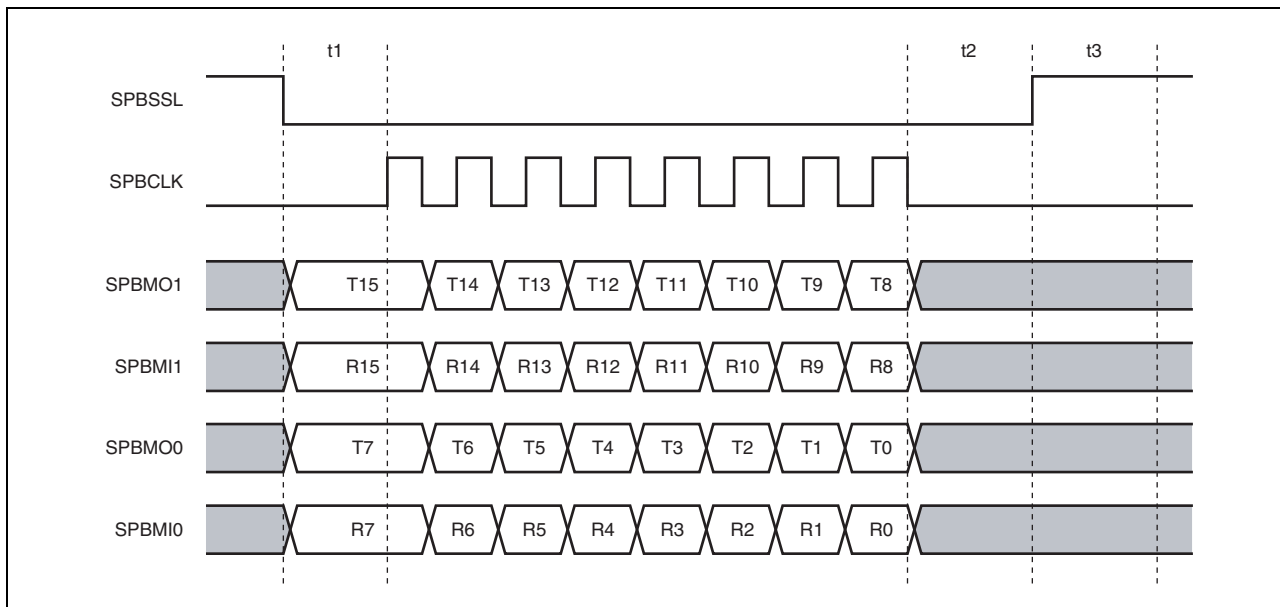 t1 t2 t3
SPBSSL
SPBCLK
SPBMO1 T15 T14 T13 T12 T11 T10 T9 T8
SPBMI1 R15 R14 R13 R12 R11 R10 R9 R8
SPBMO0 T7 T6 T5 T4 T3 T2 T1 T0
SPBMI0 R7 R6 R5 R4 R3 R2 R1 R0